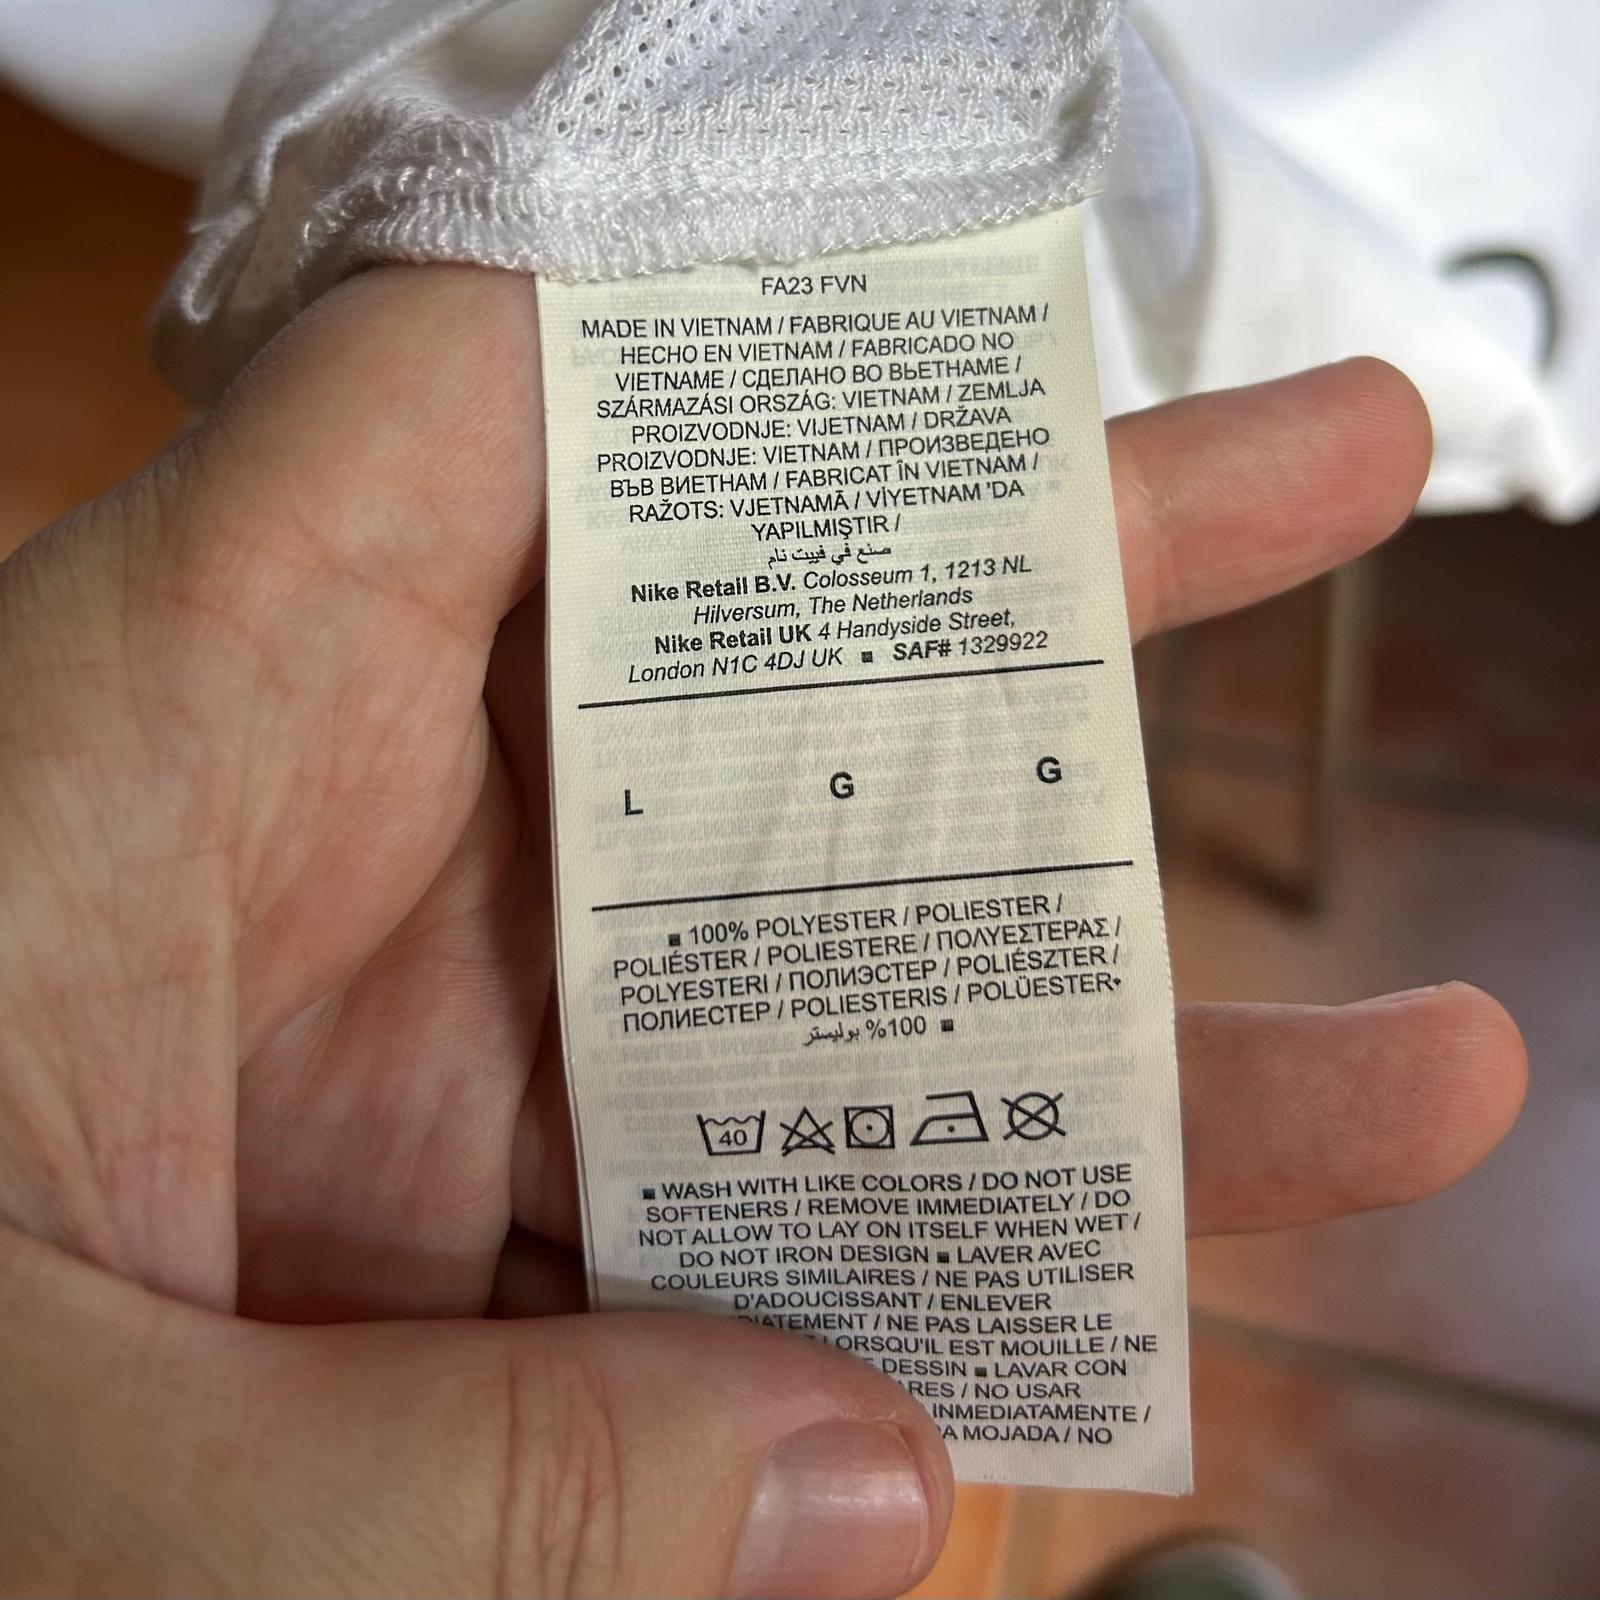 FA23 FVN
MADE IN VIETNAM / FABRIQUE AU VIETNAM /
HECHO EN VIETNAM / FABRICADO NO
VIETNAME / СДЕЛАНО ВО ВЬЕТНАМЕ /
SZÁRMAZÁSI ORSZÁG: VIETNAM / ZEMLJA
PROIZVODNJE: VIJETNAM / DRŽAVA
PROIZVODNJE: VIETNAM / ПРОИЗВЕДЕНО
ВЪВ ВИЕТНАМ / FABRICAT ÎN VIETNAM /
RAŽOTS: VJETNAMĀ / VİYETNAM 'DA
YAPILMIŞTIR /
صنع في فييت نام
Nike Retail B.V. Colosseum 1, 1213 NL
Hilversum, The Netherlands
Nike Retail UK 4 Handyside Street,
London N1C 4DJ UK ■ SAF# 1329922
L G G
■ 100% POLYESTER / POLIESTER /
POLIÉSTER / POLIESTERE / ΠΟΛΥΕΣΤΕΡΑΣ /
POLYESTERI / ПОЛИЭСТЕР / POLIÉSZTER /
ПОЛИЕСТЕР / POLIESTERIS / POLÜESTER♦
100% بوليستر ■
40
■ WASH WITH LIKE COLORS / DO NOT USE
SOFTENERS / REMOVE IMMEDIATELY / DO
NOT ALLOW TO LAY ON ITSELF WHEN WET /
DO NOT IRON DESIGN ■ LAVER AVEC
COULEURS SIMILAIRES / NE PAS UTILISER
D'ADOUCISSANT / ENLEVER
IATEMENT / NE PAS LAISSER LE
LORSQU'IL EST MOUILLE / NE
DESSIN ■ LAVAR CON
ARES / NO USAR
INMEDIATAMENTE /
A MOJADA / NO